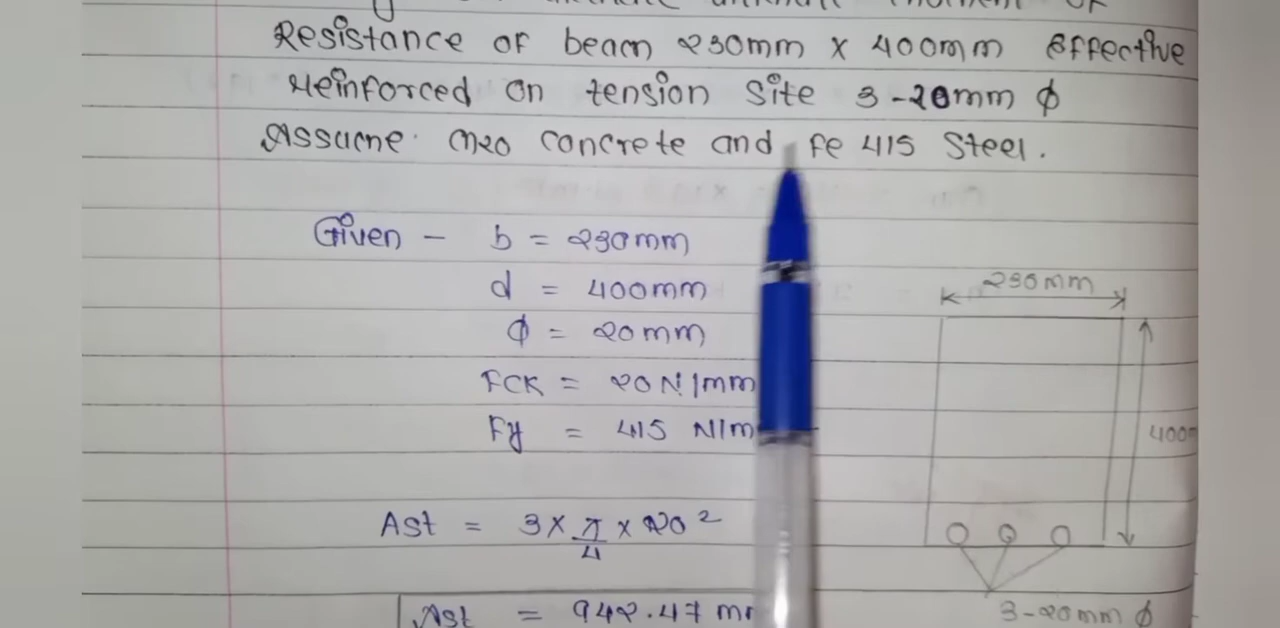 moment of
Resistance of beam 230mm x 400mm effective
Reinforced on tension site 3-20mm ϕ
Assume M20 concrete and Fe 415 Steel.
Given - b = 230mm
d = 400mm
ϕ = 20mm
FCK = 20 N/mm
Fy = 415 N/m
Ast = 3 x π/4 x 20²
Ast = 942.47 m
230mm
400
3-20mm ϕ